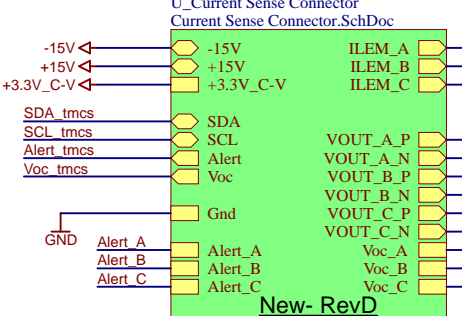 U_Current Sense Connector
Current Sense Connector.SchDoc
-15V -15V ILEM_A
+15V +15V ILEM_B
+3.3V_C-V +3.3V_C-V ILEM_C
SDA_tmcs SDA
SCL_tmcs SCL VOUT_A_P
Alert_tmcs Alert VOUT_A_N
Voc_tmcs Voc VOUT_B_P
VOUT_B_N
GND Gnd VOUT_C_P
VOUT_C_N
Alert_A Alert_A Voc_A
Alert_B Alert_B Voc_B
Alert_C Alert_C Voc_C
New- RevD